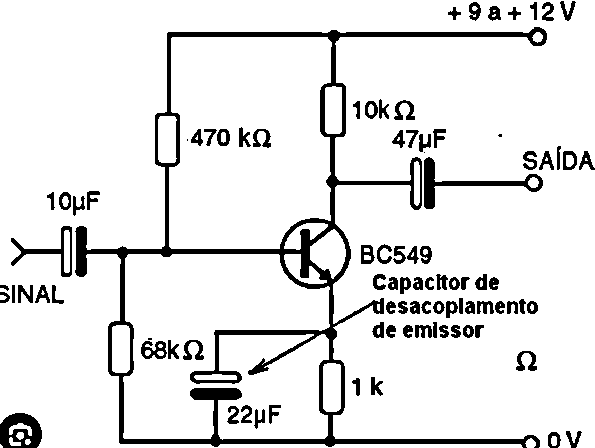 + 9 a + 12 V
10kΩ
470 kΩ
47µF
SAÍDA
10µF
BC549
SINAL
Capacitor de
desacoplamento
de emissor
68kΩ
Ω
1 k
22µF
0 V